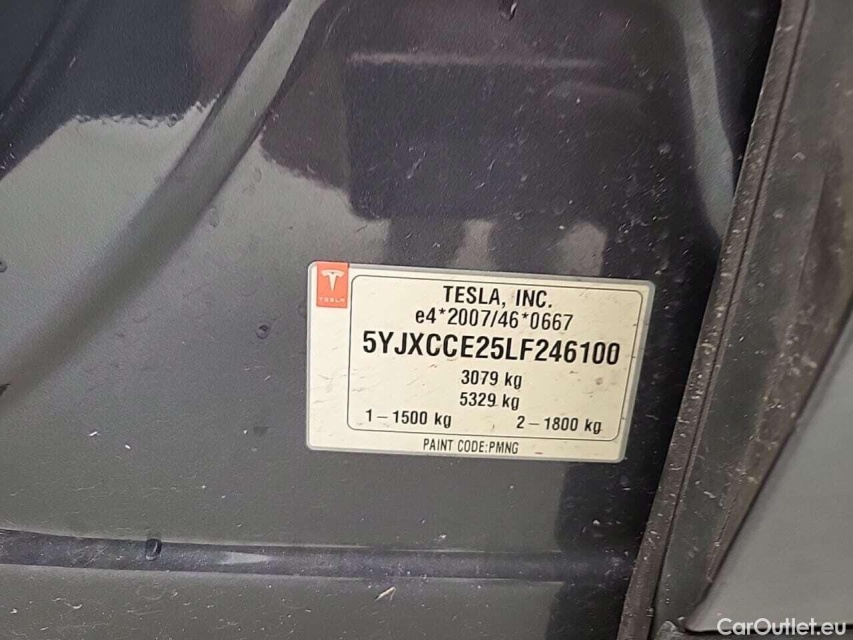 TESLA
TESLA, INC.
e4*2007/46*0667
5YJXCCE25LF246100
3079 kg
5329 kg
1 – 1500 kg 2 – 1800 kg
PAINT CODE:PMNG
CarOutlet.eu